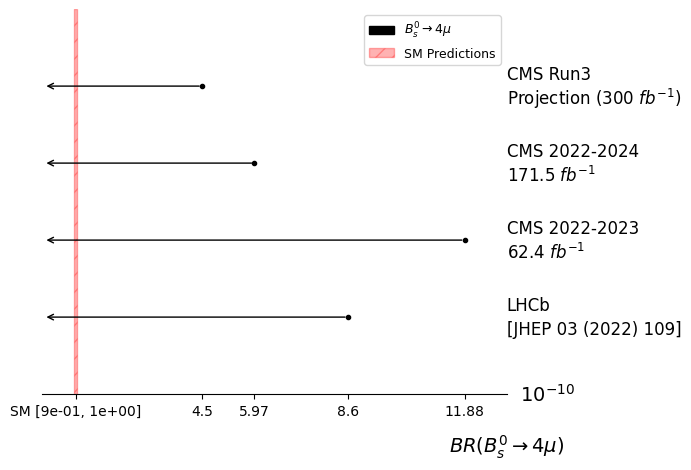 B_s^0 → 4μ
SM Predictions
CMS Run3
Projection (300 fb^{-1})
CMS 2022-2024
171.5 fb^{-1}
CMS 2022-2023
62.4 fb^{-1}
LHCb
[JHEP 03 (2022) 109]
10^{-10}
SM [9e-01, 1e+00] 4.5 5.97 8.6 11.88
BR(B_s^0 → 4μ)